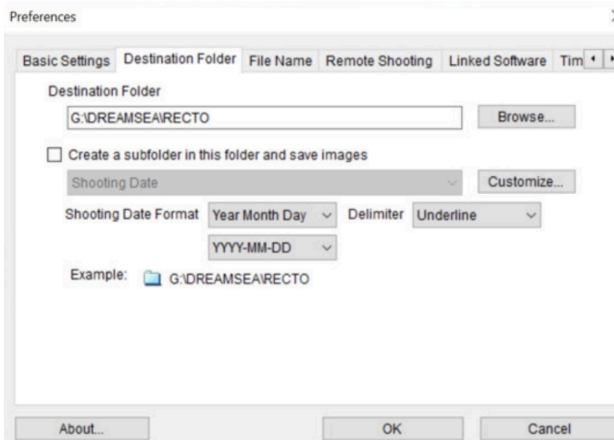 Preferences
Basic Settings Destination Folder File Name Remote Shooting Linked Software Tim
Destination Folder
G:\DREAMSEA\RECTO Browse...
Create a subfolder in this folder and save images
Shooting Date Customize...
Shooting Date Format Year Month Day Delimiter Underline
YYYY-MM-DD
Example: G:\DREAMSEA\RECTO
About... OK Cancel